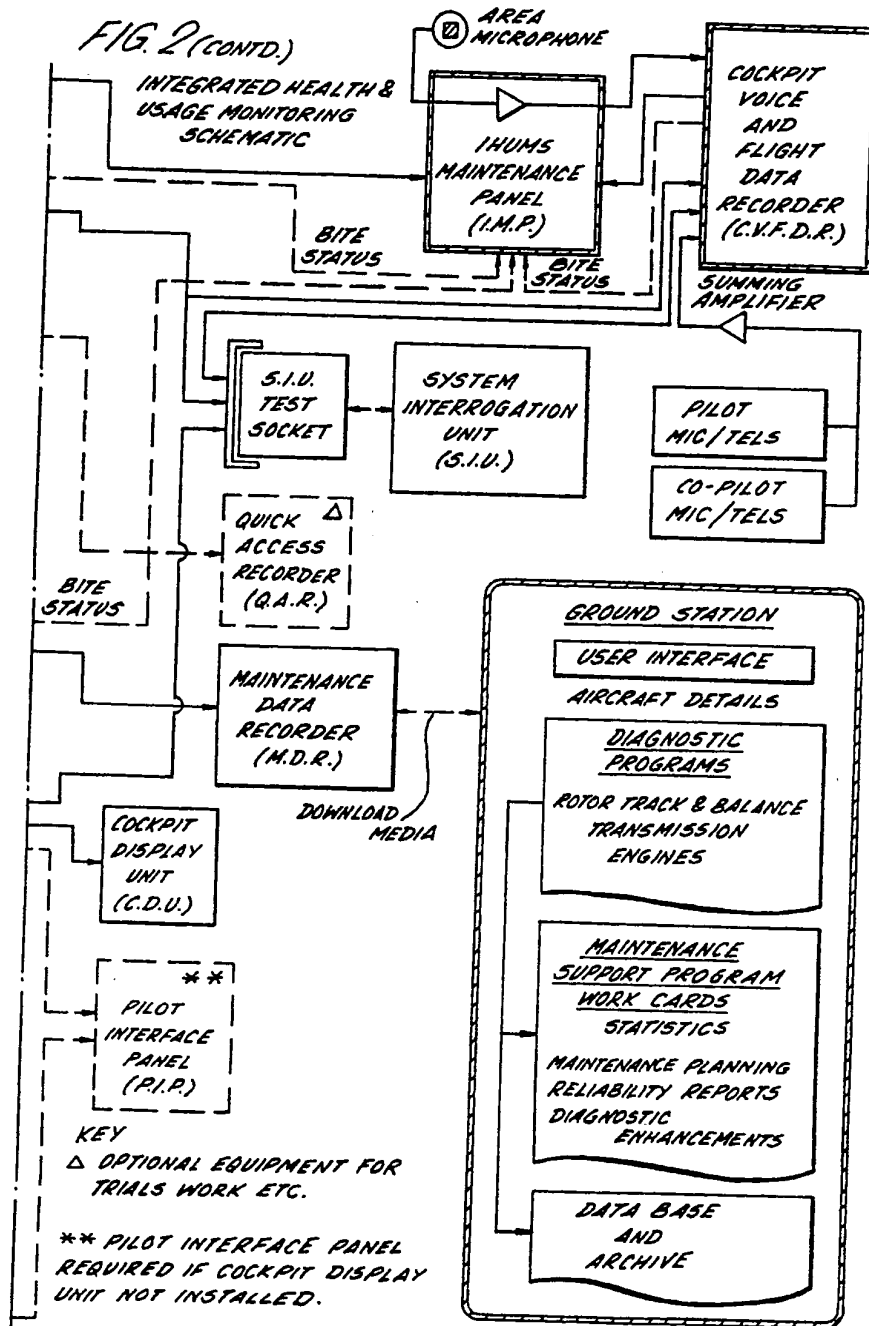 FIG. 2 (CONTD.)
INTEGRATED HEALTH &
USAGE MONITORING
SCHEMATIC
AREA
MICROPHONE
IHUMS
MAINTENANCE
PANEL
(I.M.P.)
COCKPIT
VOICE
AND
FLIGHT
DATA
RECORDER
(C.V.F.D.R.)
BITE
STATUS
BITE
STATUS
SUMMING
AMPLIFIER
S.I.U.
TEST
SOCKET
SYSTEM
INTERROGATION
UNIT
(S.I.U.)
PILOT
MIC/TELS
CO-PILOT
MIC/TELS
QUICK Δ
ACCESS
RECORDER
(Q.A.R.)
BITE
STATUS
MAINTENANCE
DATA
RECORDER
(M.D.R.)
DOWNLOAD
MEDIA
COCKPIT
DISPLAY
UNIT
(C.D.U.)
**
PILOT
INTERFACE
PANEL
(P.I.P.)
KEY
Δ OPTIONAL EQUIPMENT FOR
TRIALS WORK ETC.
** PILOT INTERFACE PANEL
REQUIRED IF COCKPIT DISPLAY
UNIT NOT INSTALLED.
GROUND STATION
USER INTERFACE
AIRCRAFT DETAILS
DIAGNOSTIC
PROGRAMS
ROTOR TRACK & BALANCE
TRANSMISSION
ENGINES
MAINTENANCE
SUPPORT PROGRAM
WORK CARDS
STATISTICS
MAINTENANCE PLANNING
RELIABILITY REPORTS
DIAGNOSTIC
ENHANCEMENTS
DATA BASE
AND
ARCHIVE